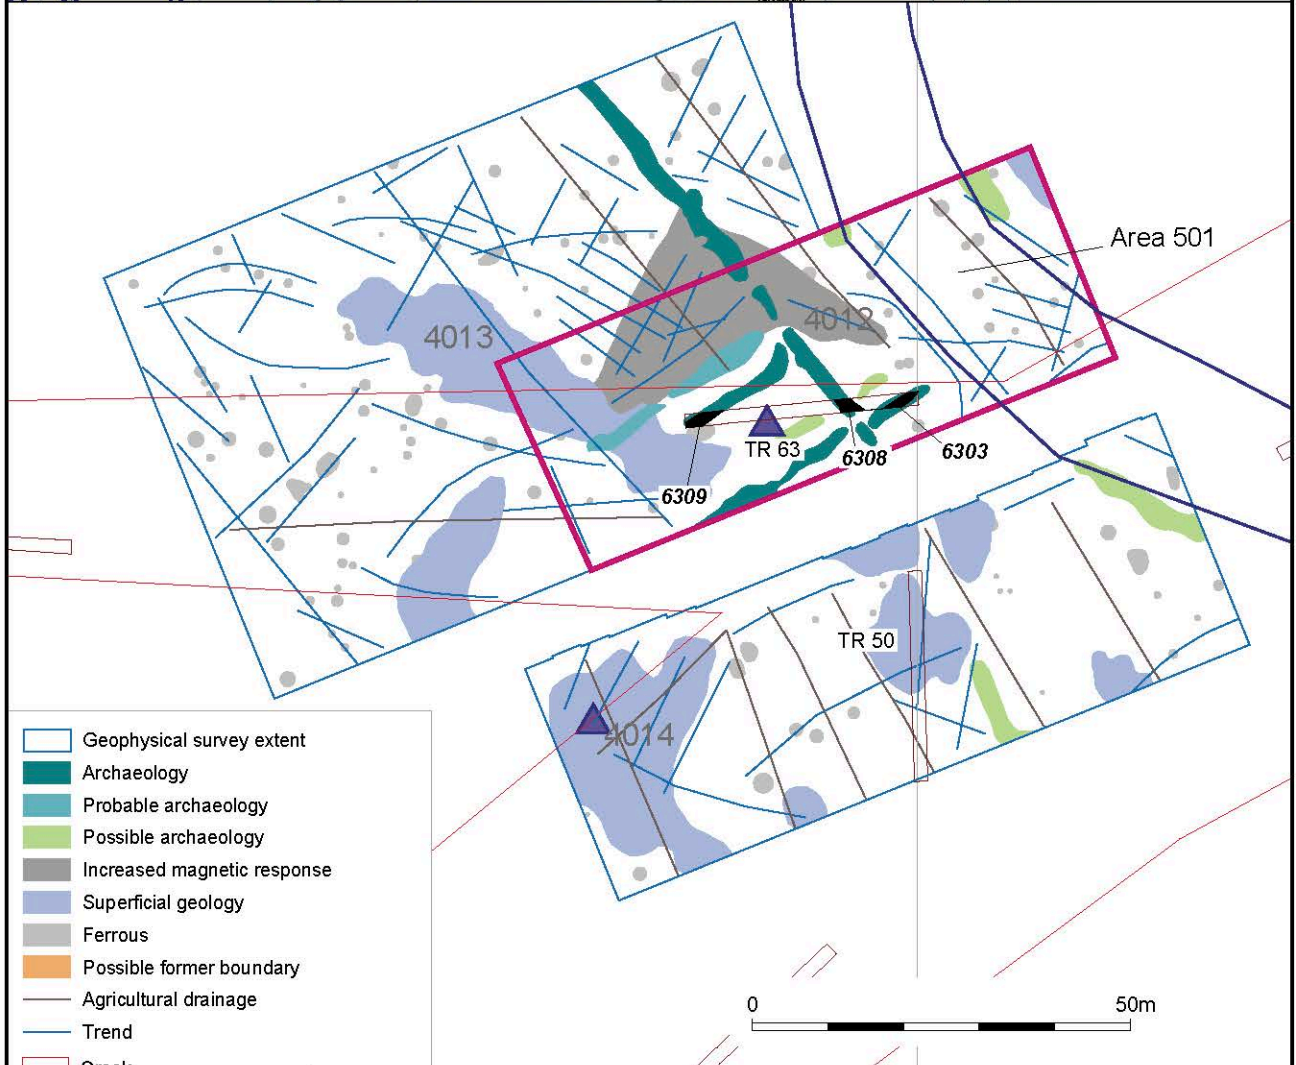 Area 501
4013
4012
TR 63
6308
6303
6309
TR 50
4014
Geophysical survey extent
Archaeology
Probable archaeology
Possible archaeology
Increased magnetic response
Superficial geology
Ferrous
Possible former boundary
Agricultural drainage
Trend
0 50m